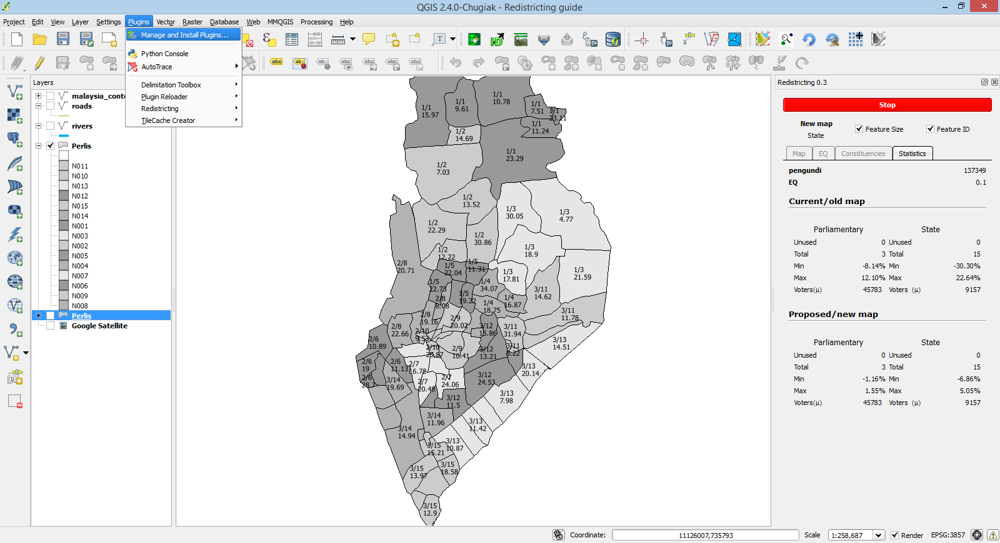 QGIS 2.4.0-Chugiak - Redistricting guide
Project Edit View Layer Settings Plugins Vector Raster Database Web MMQGIS Processing Help
Manage and Install Plugins...
Python Console
AutoTrace
Delimitation Toolbox
Plugin Reloader
Redistricting
TileCache Creator
Layers
malaysia_conto
roads
rivers
Perlis
N011
N010
N013
N012
N015
N014
N001
N003
N002
N005
N004
N007
N006
N009
N008
Perlis
Google Satellite
1/1
15.97
1/1
9.61
1/1
10.78
1/1
7.51
1/1
23.11
1/1
11.24
1/2
14.69
1/1
23.29
1/2
7.03
1/2
13.52
1/3
30.05
1/3
4.77
1/2
22.29
1/2
30.86
1/3
18.9
1/2
12.22
2/8
20.71
1/5
22.04
1/5
11.31
1/3
17.81
1/3
21.59
1/5
22.73
1/4
34.07
3/11
14.62
1/5
19.22
2/8
8.08
1/4
18.75
1/4
16.87
3/11
11.78
2/8
19.16
2/9
20.02
2/8
22.66
3/12
15.86
3/11
31.94
2/10
9.53
3/13
14.51
2/6
10.89
2/10
23.87
2/9
10.41
3/12
13.21
3/11
8.22
2/6
19
2/6
11.13
2/7
16.72
3/13
20.14
2/6
28.7
3/14
19.69
2/7
20.48
2/7
24.06
3/12
24.53
3/12
11.5
3/13
7.98
3/14
11.96
3/13
11.42
3/14
14.94
3/13
10.87
3/15
15.21
3/15
13.97
3/15
18.58
3/15
12.9
Redistricting 0.3
Stop
New map
State
Feature Size
Feature ID
Map EQ Constituencies Statistics
pengundi 137349
EQ 0.1
Current/old map
Parliamentary State
Unused 0 Unused 0
Total 3 Total 15
Min -8.14% Min -30.30%
Max 12.10% Max 22.64%
Voters(μ) 45783 Voters (μ) 9157
Proposed/new map
Parliamentary State
Unused 0 Unused 0
Total 3 Total 15
Min -1.16% Min -6.86%
Max 1.55% Max 5.05%
Voters(μ) 45783 Voters (μ) 9157
Coordinate: 11126007,735793 Scale 1:258,687 Render EPSG:3857